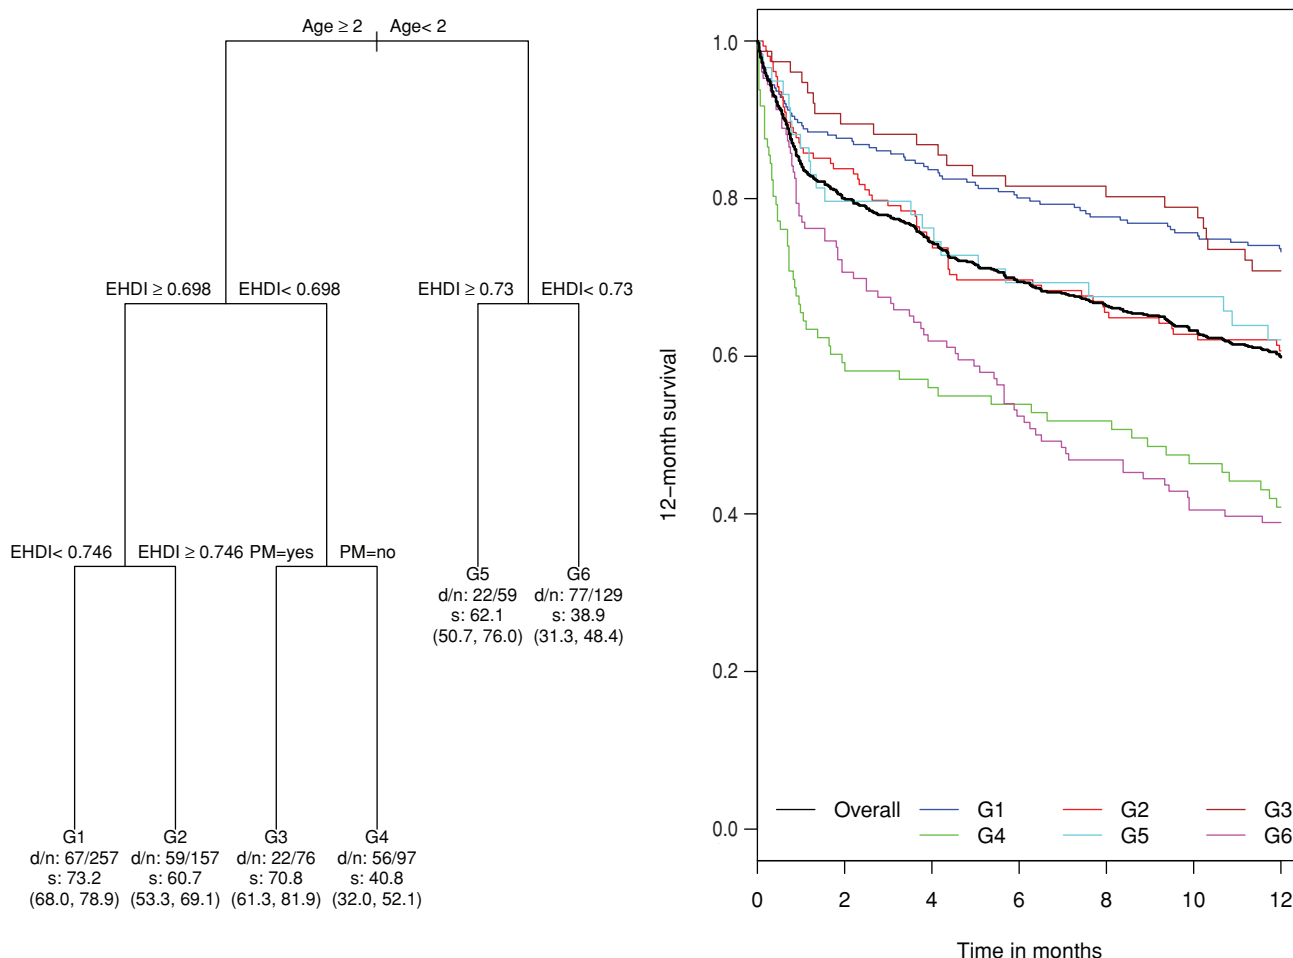 Age ≥ 2 Age< 2
EHDI ≥ 0.698 EHDI< 0.698
EHDI ≥ 0.73 EHDI< 0.73
EHDI< 0.746 EHDI ≥ 0.746 PM=yes PM=no
G5
d/n: 22/59
s: 62.1
(50.7, 76.0)
G6
d/n: 77/129
s: 38.9
(31.3, 48.4)
G1
d/n: 67/257
s: 73.2
(68.0, 78.9)
G2
d/n: 59/157
s: 60.7
(53.3, 69.1)
G3
d/n: 22/76
s: 70.8
(61.3, 81.9)
G4
d/n: 56/97
s: 40.8
(32.0, 52.1)
12−month survival
1.0
0.8
0.6
0.4
0.2
0.0
Overall G1 G2 G3
G4 G5 G6
0 2 4 6 8 10 12
Time in months